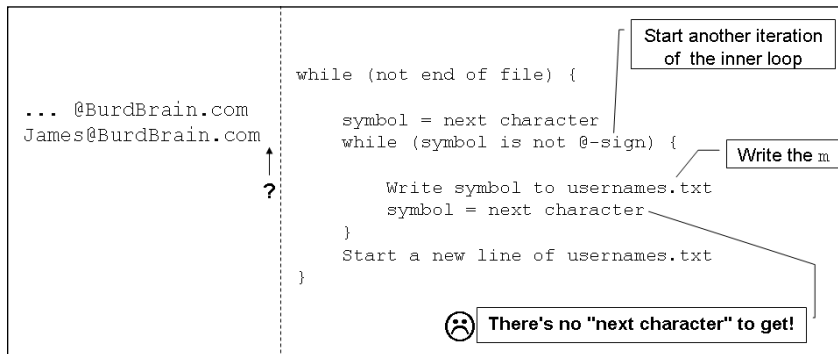 ... @BurdBrain.com
James@BurdBrain.com
?
while (not end of file) {
symbol = next character
while (symbol is not @-sign) {
Write symbol to usernames.txt
symbol = next character
}
Start a new line of usernames.txt
}
Start another iteration
of the inner loop
Write the m
There's no "next character" to get!